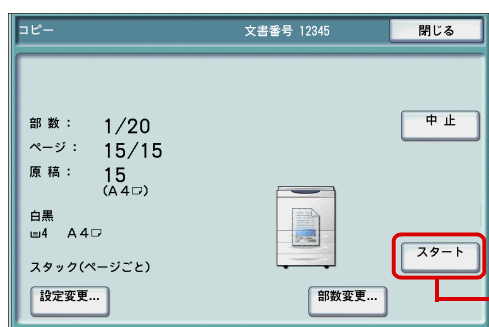 コピー 文書番号 12345 閉じる
部 数 : 1/20
中 止
ページ : 15/15
原 稿 : 15
(A4)
白黒
4 A4
スタート
スタック(ページごと)
設定変更... 部数変更...